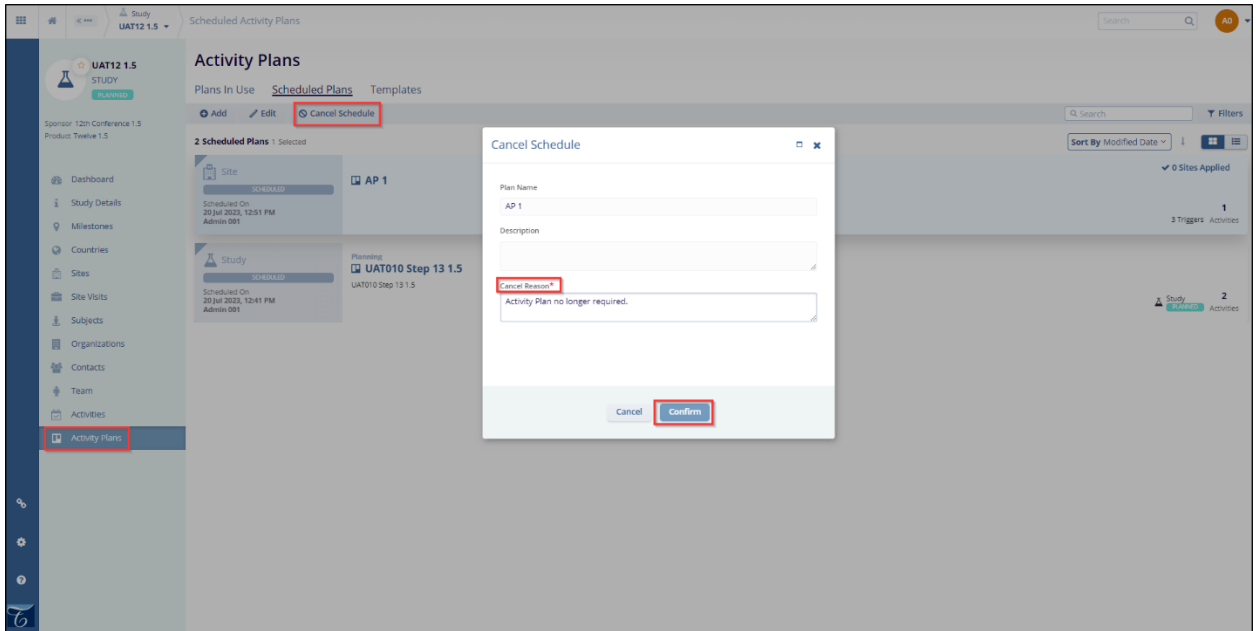 Study
UAT12 1.5
Scheduled Activity Plans
Search
A0
UAT12 1.5
STUDY
PLANNED
Sponsor 12th Conference 1.5
Product Twelve 1.5
Dashboard
Study Details
Milestones
Countries
Sites
Site Visits
Subjects
Organizations
Contacts
Team
Activities
Activity Plans
Activity Plans
Plans In Use Scheduled Plans Templates
Add Edit Cancel Schedule
Search
Filters
2 Scheduled Plans 1 Selected
Sort By Modified Date
Site
SCHEDULED
Scheduled On
20 Jul 2023, 12:51 PM
Admin 001
AP 1
0 Sites Applied
1
3 Triggers Activities
Study
SCHEDULED
Scheduled On
20 Jul 2023, 12:41 PM
Admin 001
Planning
UAT010 Step 13 1.5
UAT010 Step 13 1.5
Study 2
PLANNED Activities
Cancel Schedule
Plan Name
AP 1
Description
Cancel Reason*
Activity Plan no longer required.
Cancel Confirm